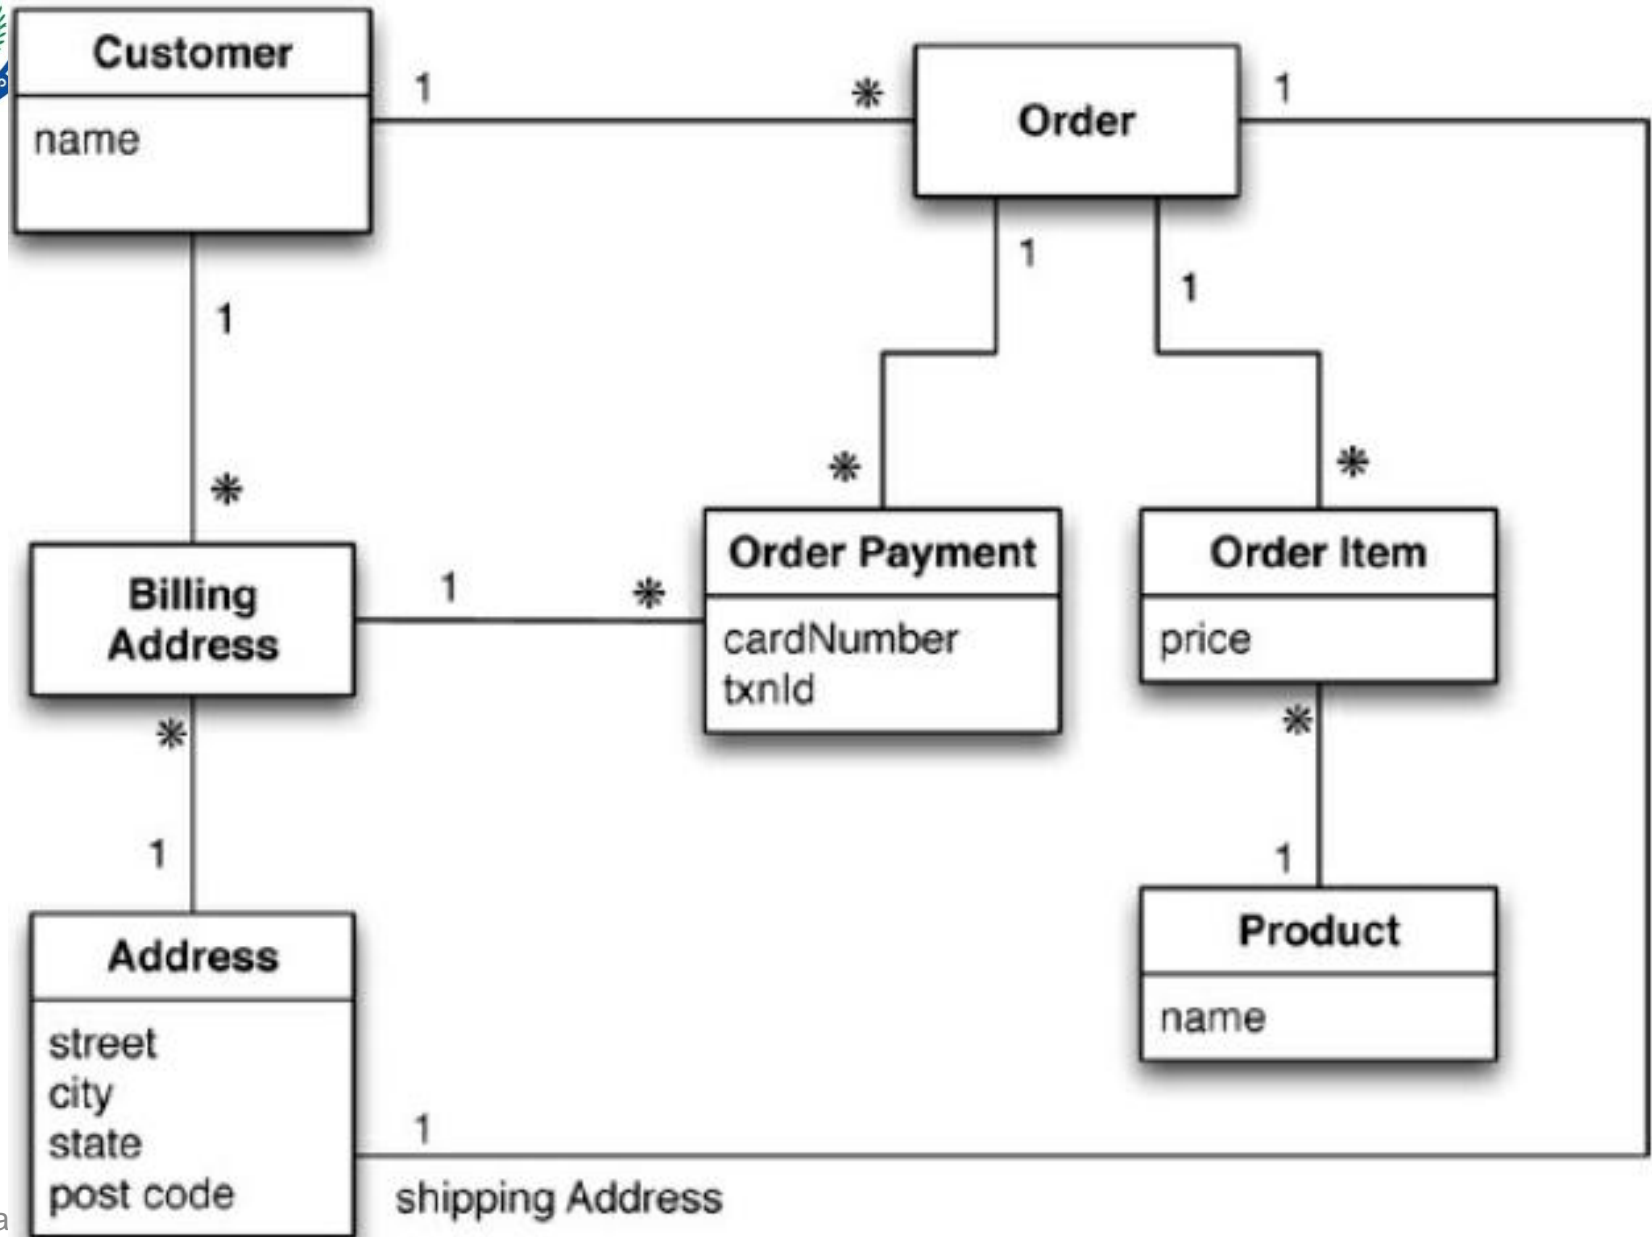 Customer
name
1
*
Order
1
1
1
1
*
*
*
Billing
Address
1
*
Order Payment
cardNumber
txnId
Order Item
price
*
1
*
1
Address
street
city
state
post code
Product
name
1
shipping Address
a